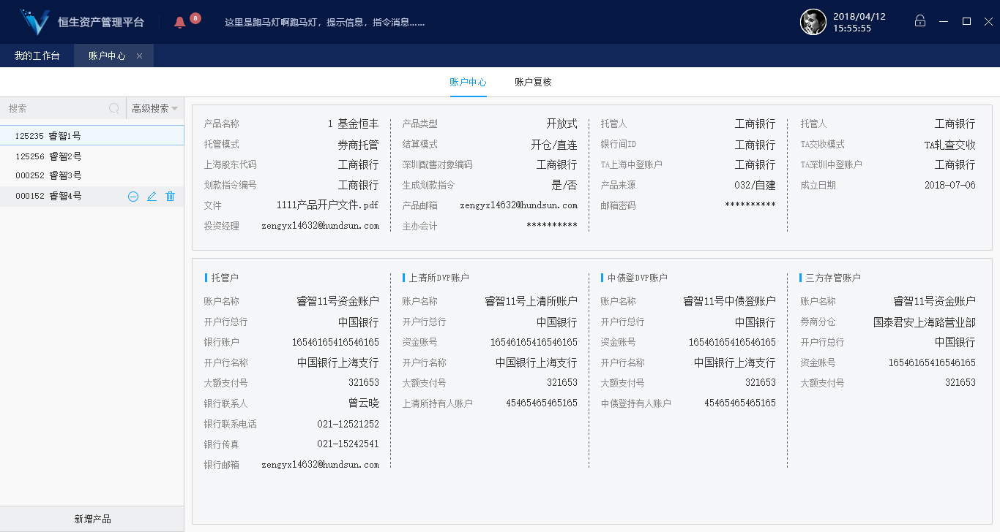 恒生资产管理平台
8
这里是跑马灯啊跑马灯，提示信息，指令消息......
2018/04/12
15:55:55
我的工作台 账户中心
账户中心 账户复核
搜索 高级搜索
125235 睿智1号
125256 睿智2号
000252 睿智3号
000152 睿智4号
新增产品
产品名称 1 基金恒丰 产品类型 开放式 托管人 工商银行 托管人 工商银行
托管模式 券商托管 结算模式 开仓/直连 银行间ID 工商银行 TA交收模式 TA轧查交收
上海股东代码 工商银行 深圳配售对象编码 工商银行 TA上海中登账户 工商银行 TA深圳中登账户 工商银行
划款指令编号 工商银行 生成划款指令 是/否 产品来源 032/自建 成立日期 2018-07-06
文件 1111产品开户文件.pdf 产品邮箱 zengyx14632@hundsun.com 邮箱密码 **********
投资经理 zengyx14632@hundsun.com 主办会计 **********
托管户 上清所DVP账户 中债登DVP账户 三方存管账户
账户名称 睿智11号资金账户 账户名称 睿智11号上清所账户 账户名称 睿智11号中债登账户 账户名称 睿智11号资金账户
开户行总行 中国银行 开户行总行 中国银行 开户行总行 中国银行 券商分仓 国泰君安上海路营业部
银行账户 16546165416546165 资金账号 16546165416546165 资金账号 16546165416546165 开户行总行 中国银行
开户行名称 中国银行上海支行 开户行名称 中国银行上海支行 开户行名称 中国银行上海支行 资金账号 16546165416546165
大额支付号 321653 大额支付号 321653 大额支付号 321653 大额支付号 321653
银行联系人 曾云晓 上清所持有人账户 45465465465165 中债登持有人账户 45465465465165
银行联系电话 021-12521252
银行传真 021-15242541
银行邮箱 zengyx14632@hundsun.com